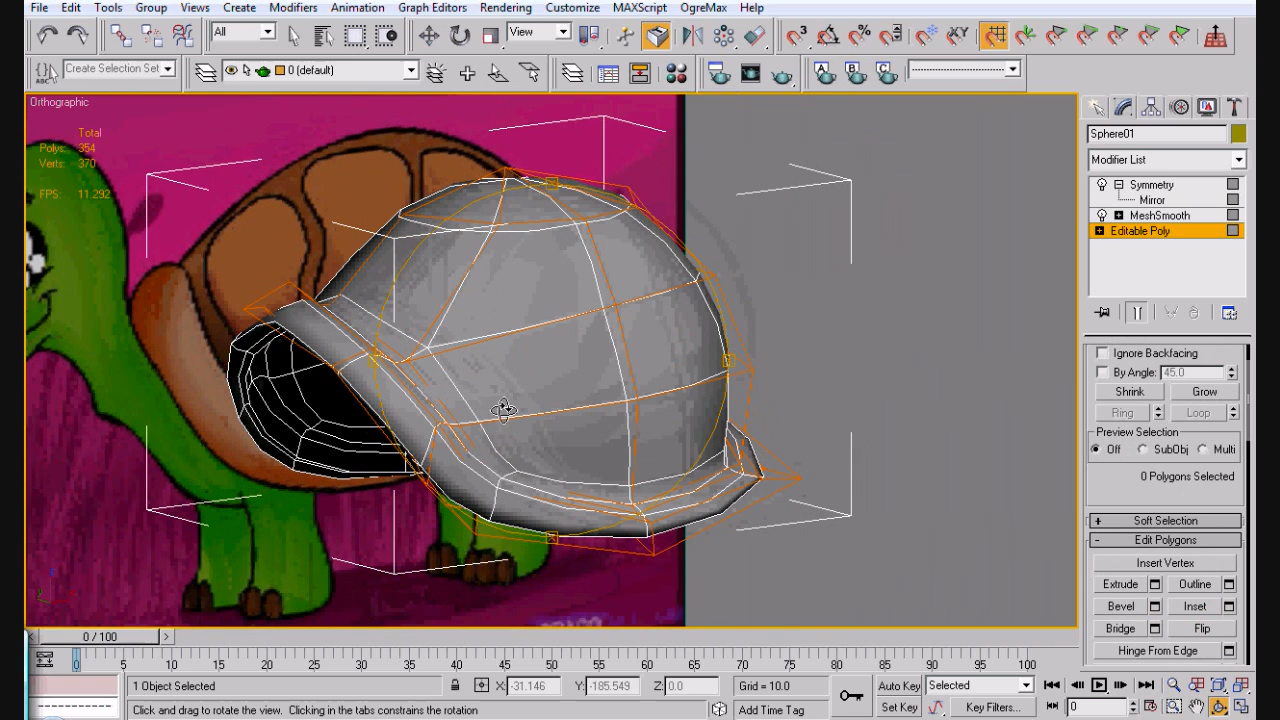 File Edit Tools Group Views Create Modifiers Animation Graph Editors Rendering Customize MAXScript OgreMax Help
All View
Create Selection Set 0 (default)
Orthographic
Total
Polys: 354
Verts: 370
FPS: 11.292
Sphere01
Modifier List
Symmetry
Mirror
MeshSmooth
Editable Poly
Ignore Backfacing
By Angle: 45.0
Shrink Grow
Ring Loop
Preview Selection
Off SubObj Multi
0 Polygons Selected
+ Soft Selection
- Edit Polygons
Insert Vertex
Extrude Outline
Bevel Inset
Bridge Flip
Hinge From Edge
0 / 100
0 5 10 15 20 25 30 35 40 45 50 55 60 65 70 75 80 85 90 95 100
1 Object Selected X: -31.146 Y: -185.549 Z: 0.0 Grid = 10.0 Auto Key Selected
Click and drag to rotate the view. Clicking in the tabs constrains the rotation Add Time Tag Set Key Key Filters... 0